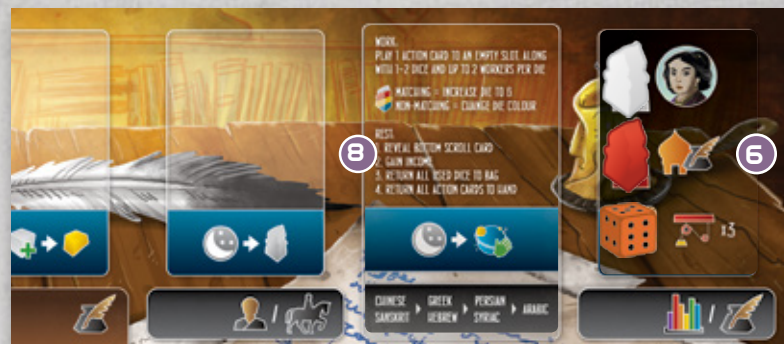 WORK:
PLAY 1 ACTION CARD TO AN EMPTY SLOT, ALONG
WITH 1-2 DICE AND UP TO 2 WORKERS PER DIE
MATCHING = INCREASE DIE TO 6
NON-MATCHING = CHANGE DIE COLOUR
REST:
1. REVEAL BOTTOM SCROLL CARD
2. GAIN INCOME
3. RETURN ALL USED DICE TO BAG
4. RETURN ALL ACTION CARDS TO HAND
8
6
x3
/
CHINESE
SANSKRIT
GREEK
HEBREW
PERSIAN
SYRIAC
ARABIC
/